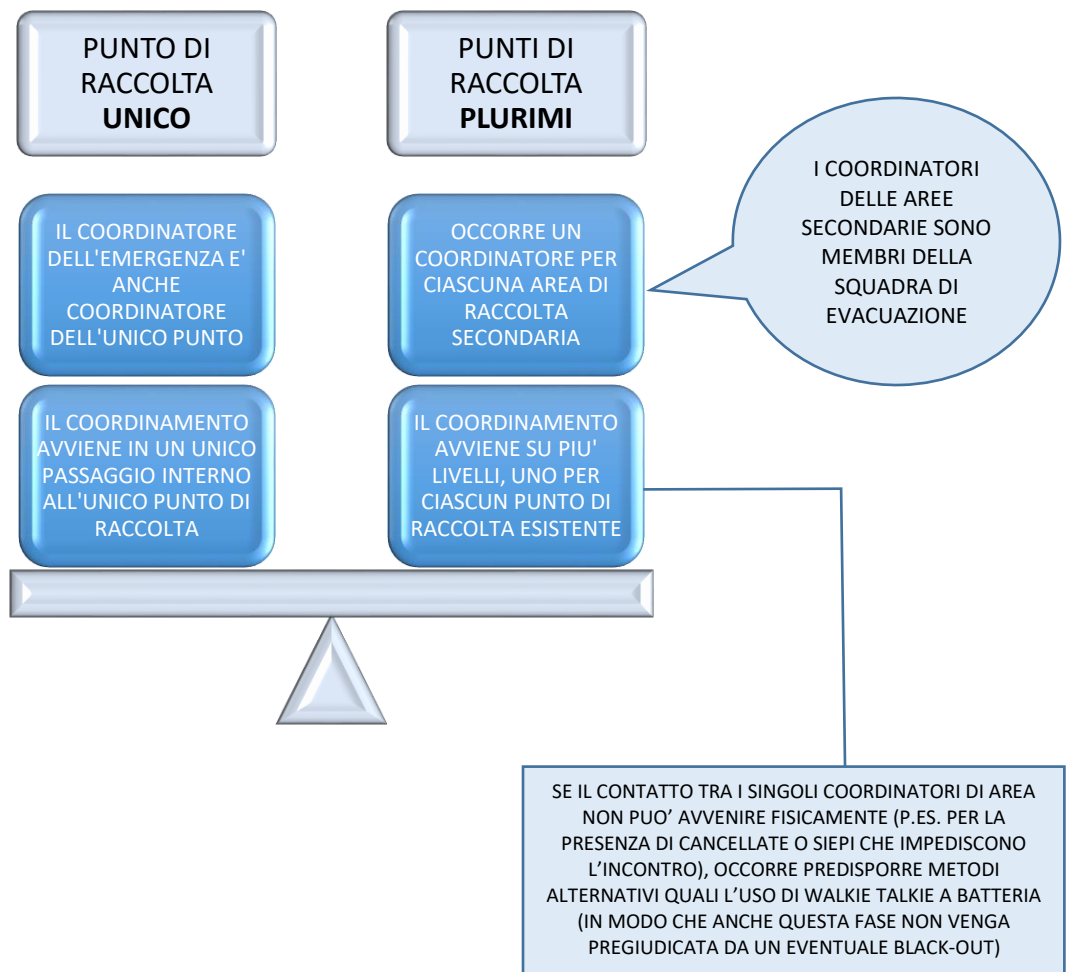 PUNTO DI
RACCOLTA
UNICO
PUNTI DI
RACCOLTA
PLURIMI
IL COORDINATORE
DELL'EMERGENZA E'
ANCHE
COORDINATORE
DELL'UNICO PUNTO
OCCORRE UN
COORDINATORE PER
CIASCUNA AREA DI
RACCOLTA
SECONDARIA
I COORDINATORI
DELLE AREE
SECONDARIE SONO
MEMBRI DELLA
SQUADRA DI
EVACUAZIONE
IL COORDINAMENTO
AVVIENE IN UN UNICO
PASSAGGIO INTERNO
ALL'UNICO PUNTO DI
RACCOLTA
IL COORDINAMENTO
AVVIENE SU PIU'
LIVELLI, UNO PER
CIASCUN PUNTO DI
RACCOLTA ESISTENTE
SE IL CONTATTO TRA I SINGOLI COORDINATORI DI AREA
NON PUO’ AVVENIRE FISICAMENTE (P.ES. PER LA
PRESENZA DI CANCELLATE O SIEPI CHE IMPEDISCONO
L’INCONTRO), OCCORRE PREDISPORRE METODI
ALTERNATIVI QUALI L’USO DI WALKIE TALKIE A BATTERIA
(IN MODO CHE ANCHE QUESTA FASE NON VENGA
PREGIUDICATA DA UN EVENTUALE BLACK-OUT)